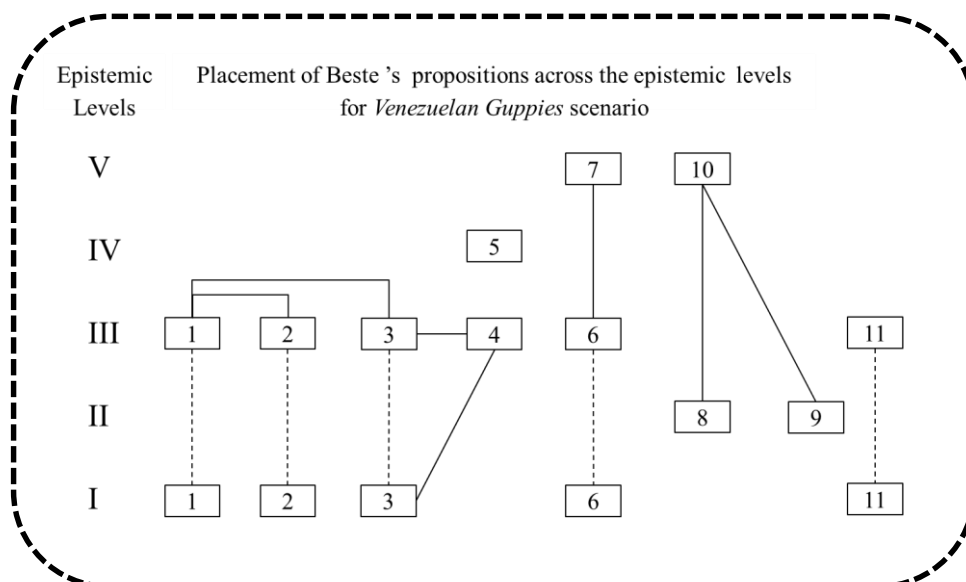 Epistemic Levels
Placement of Beste 's propositions across the epistemic levels
for Venezuelan Guppies scenario
V 7 10
IV 5
III 1 2 3 4 6 11
II 8 9
I 1 2 3 6 11